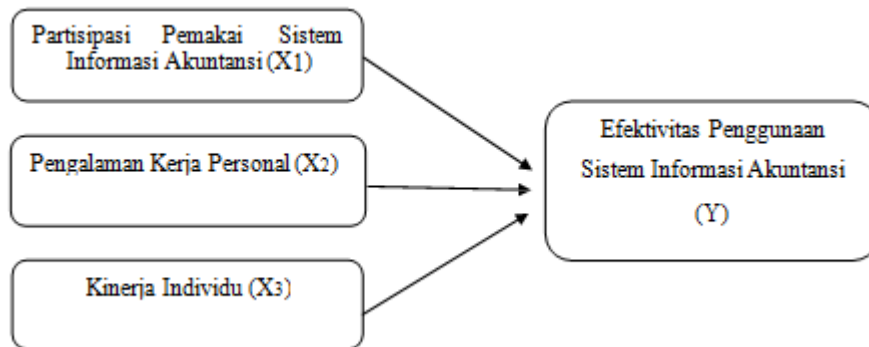 Partisipasi Pemakai Sistem
Informasi Akuntansi (X1)
Pengalaman Kerja Personal (X2)
Kinerja Individu (X3)
Efektivitas Penggunaan
Sistem Informasi Akuntansi
(Y)